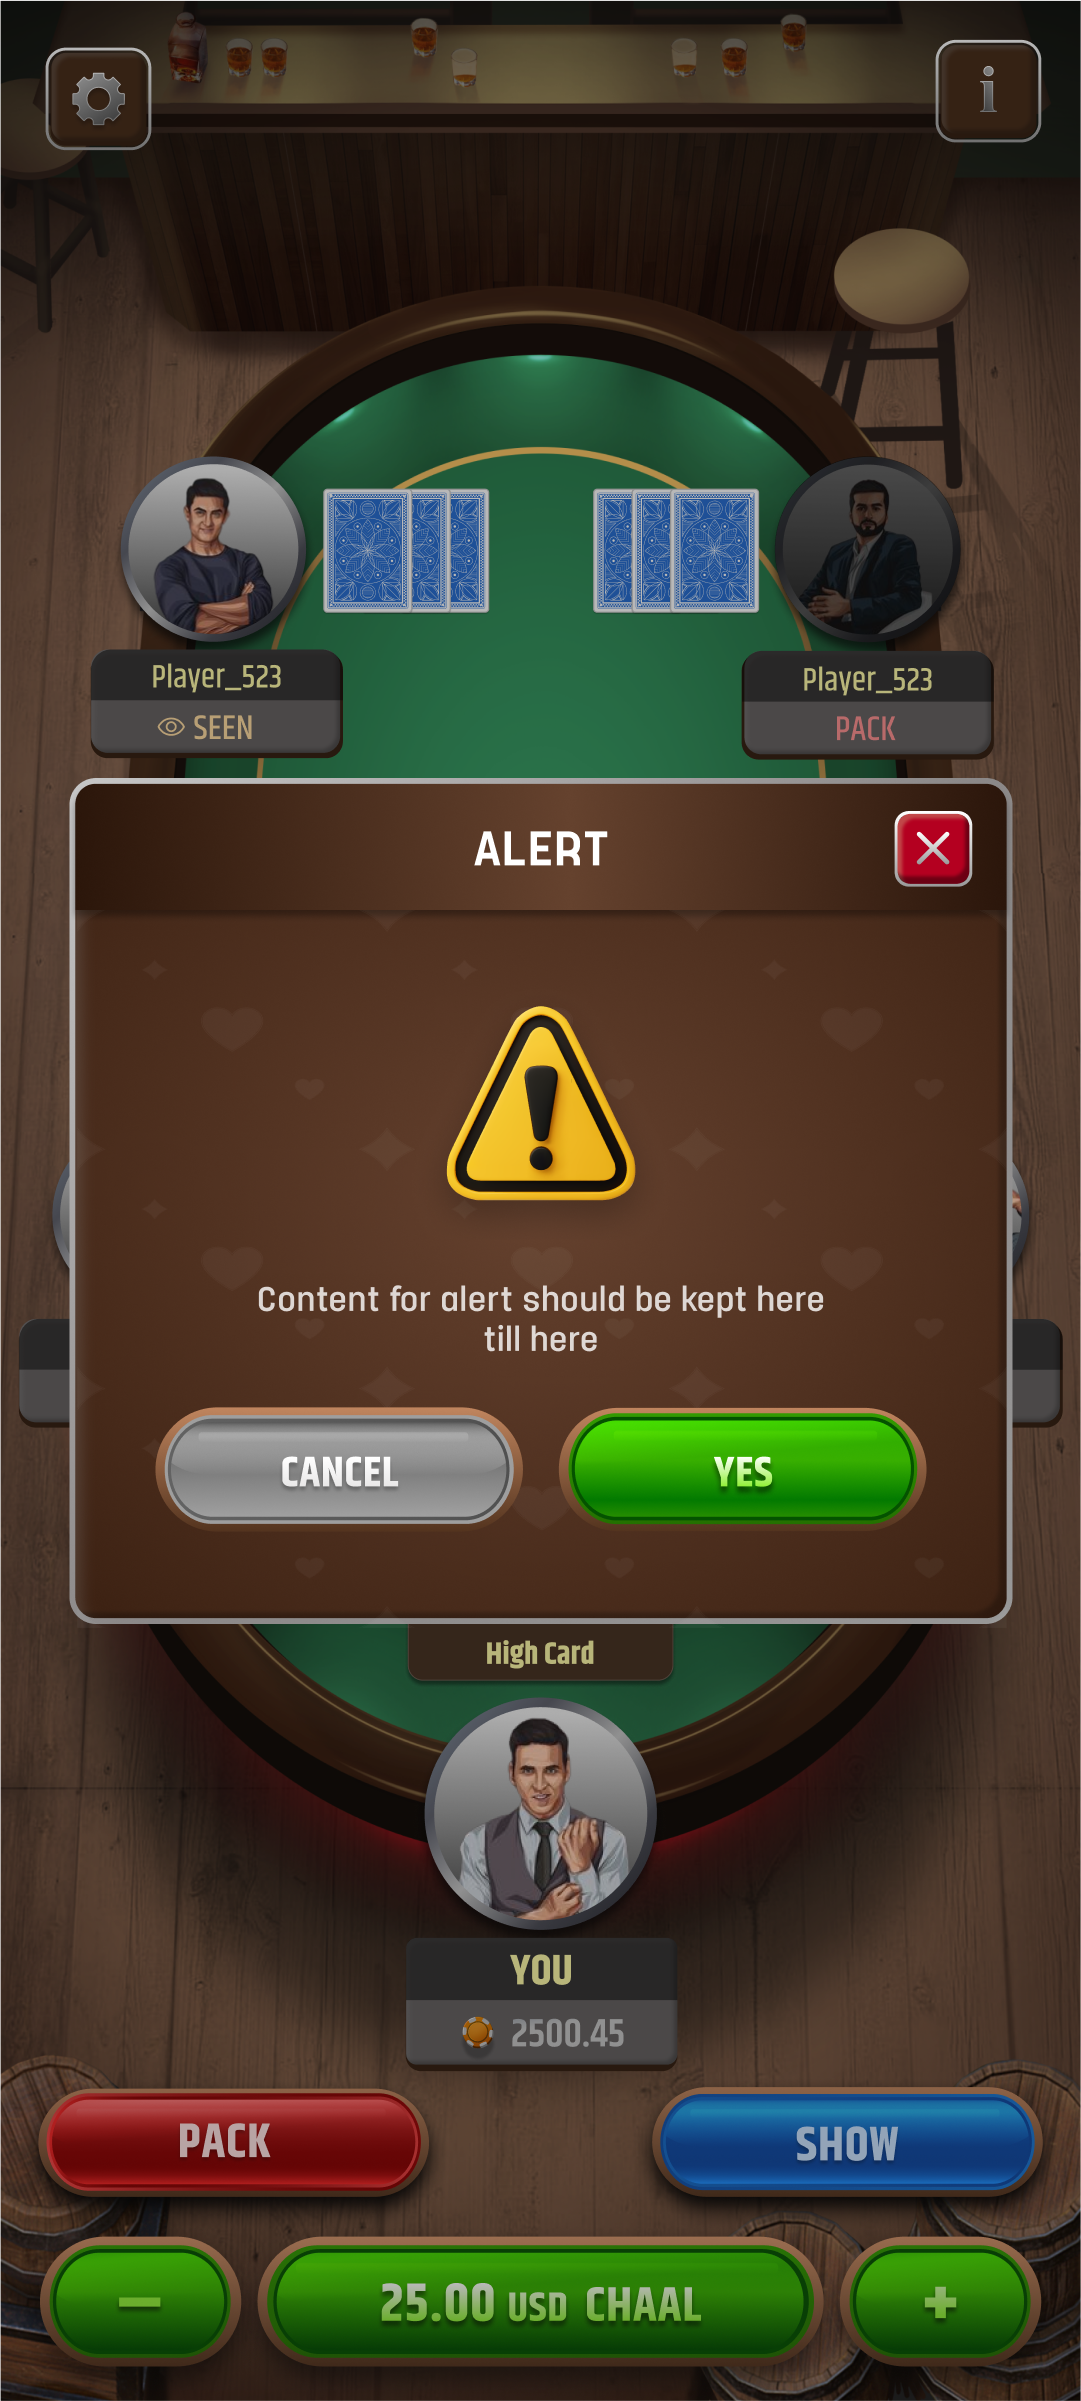 i
Player_523
SEEN
Player_523
PACK
ALERT
Content for alert should be kept here
till here
CANCEL
YES
High Card
YOU
2500.45
PACK
SHOW
25.00 USD CHAAL